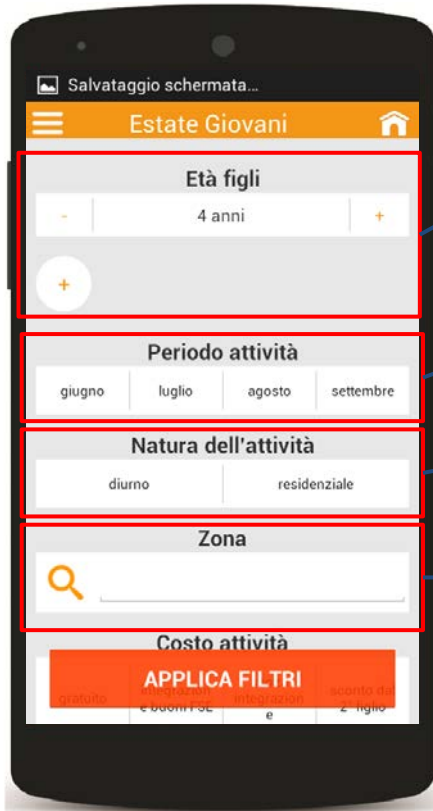 Salvataggio schermata...
Estate Giovani
Età figli
- 4 anni +
+
Periodo attività
giugno luglio agosto settembre
Natura dell'attività
diurno residenziale
Zona
Costo attività
APPLICA FILTRI
gratuito e buoni FSE integrazion e sconto dal 2° figlio